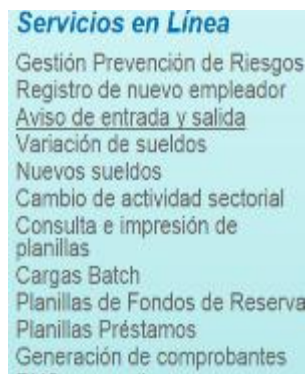 Servicios en Línea
Gestión Prevención de Riesgos
Registro de nuevo empleador
Aviso de entrada y salida
Variación de sueldos
Nuevos sueldos
Cambio de actividad sectorial
Consulta e impresión de
planillas
Cargas Batch
Planillas de Fondos de Reserva
Planillas Préstamos
Generación de comprobantes